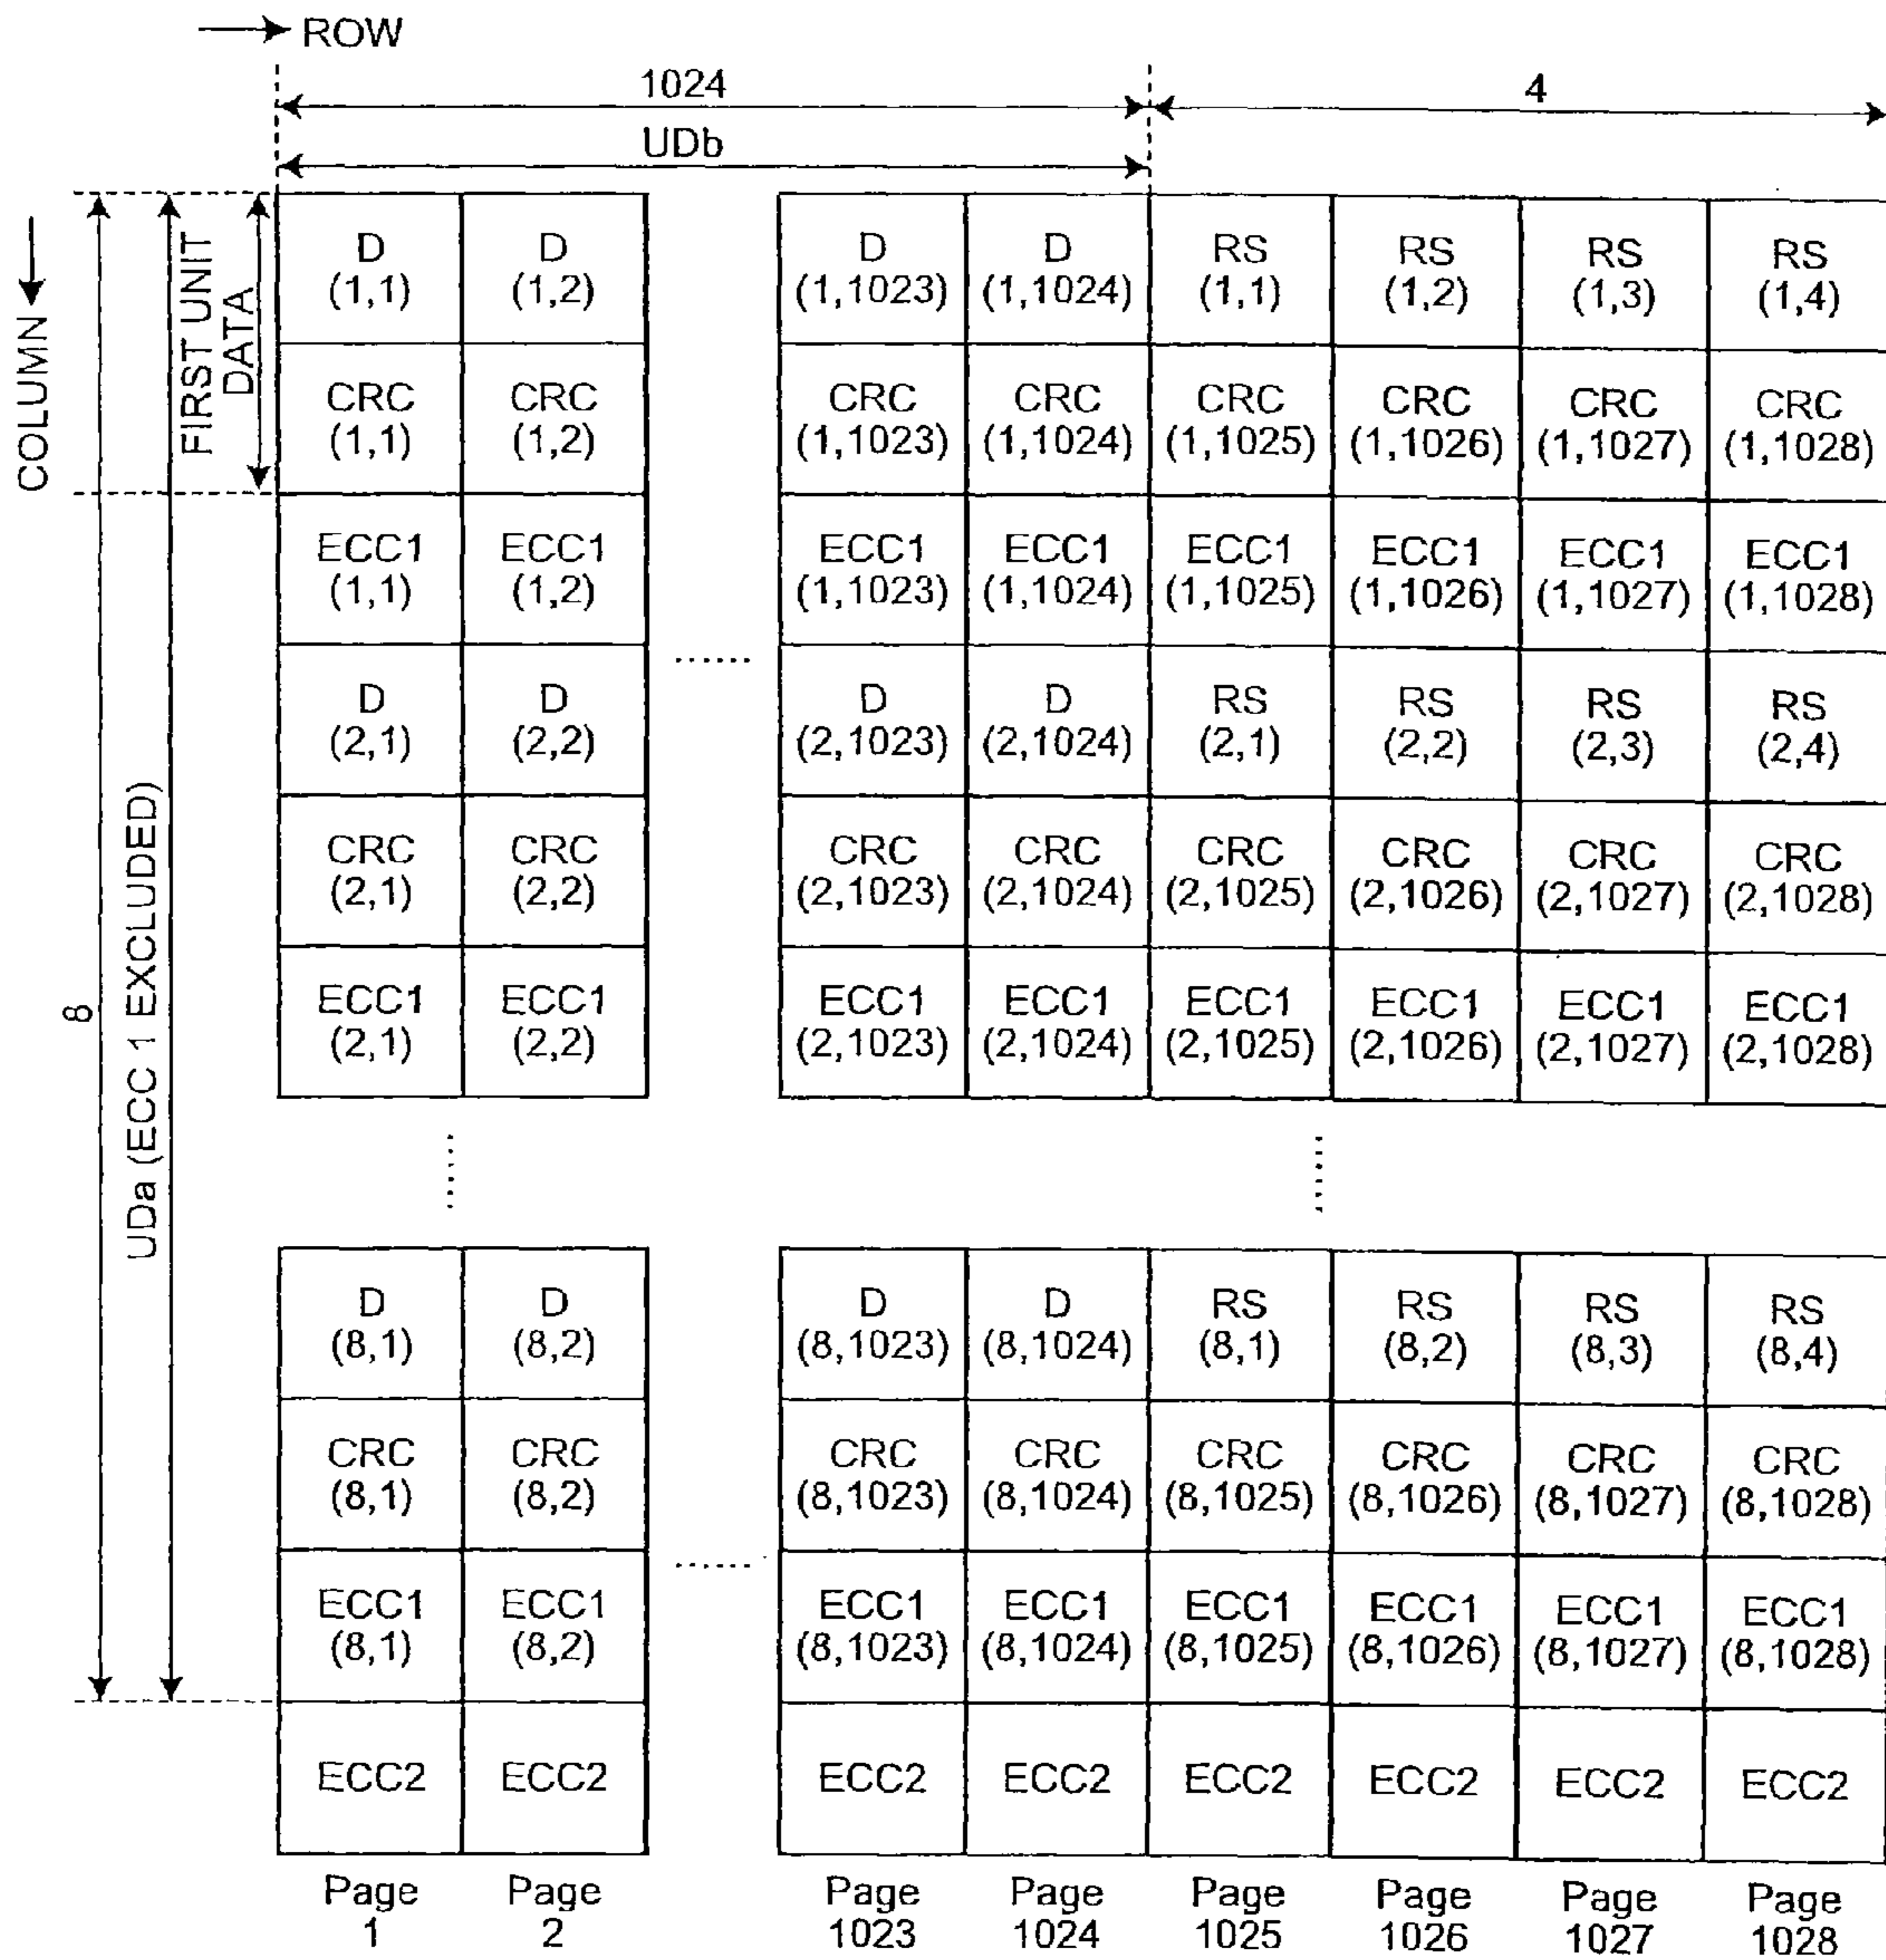 ROW
1024 4
UDb
COLUMN
FIRST UNIT
DATA
8
UDa (ECC 1 EXCLUDED)
D D D D RS RS RS RS
(1,1) (1,2) (1,1023) (1,1024) (1,1) (1,2) (1,3) (1,4)
CRC CRC CRC CRC CRC CRC CRC CRC
(1,1) (1,2) (1,1023) (1,1024) (1,1025) (1,1026) (1,1027) (1,1028)
ECC1 ECC1 ECC1 ECC1 ECC1 ECC1 ECC1 ECC1
(1,1) (1,2) (1,1023) (1,1024) (1,1025) (1,1026) (1,1027) (1,1028)
......
D D D D RS RS RS RS
(2,1) (2,2) (2,1023) (2,1024) (2,1) (2,2) (2,3) (2,4)
CRC CRC CRC CRC CRC CRC CRC CRC
(2,1) (2,2) (2,1023) (2,1024) (2,1025) (2,1026) (2,1027) (2,1028)
ECC1 ECC1 ECC1 ECC1 ECC1 ECC1 ECC1 ECC1
(2,1) (2,2) (2,1023) (2,1024) (2,1025) (2,1026) (2,1027) (2,1028)
...... ......
D D D D RS RS RS RS
(8,1) (8,2) (8,1023) (8,1024) (8,1) (8,2) (8,3) (8,4)
CRC CRC CRC CRC CRC CRC CRC CRC
(8,1) (8,2) (8,1023) (8,1024) (8,1025) (8,1026) (8,1027) (8,1028)
......
ECC1 ECC1 ECC1 ECC1 ECC1 ECC1 ECC1 ECC1
(8,1) (8,2) (8,1023) (8,1024) (8,1025) (8,1026) (8,1027) (8,1028)
ECC2 ECC2 ECC2 ECC2 ECC2 ECC2 ECC2 ECC2
Page Page Page Page Page Page Page Page
1 2 1023 1024 1025 1026 1027 1028